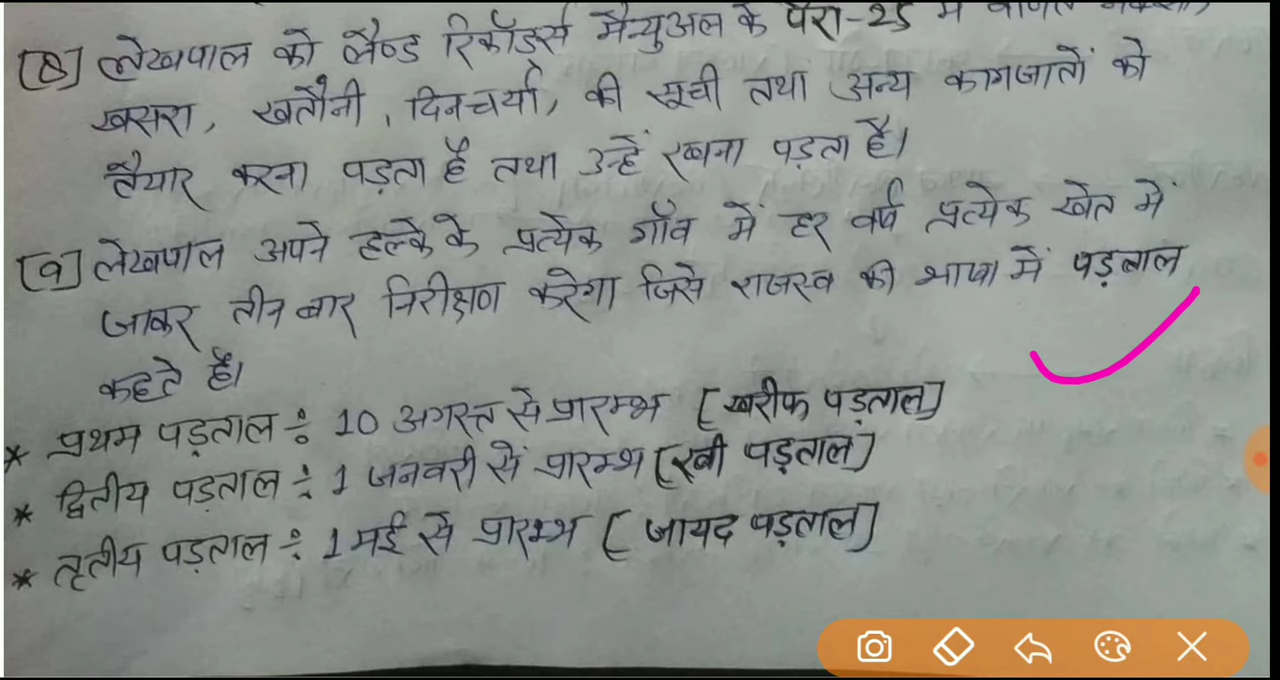 [8] लेखपाल को लैण्ड रिकॉर्ड्स मैन्युअल के पैरा-25 में वर्णित
खसरा, खतौनी, दिनचर्या, की सूची तथा अन्य कागजातों को
तैयार करना पड़ता है तथा उन्हें रखना पड़ता है।
[9] लेखपाल अपने हल्के के प्रत्येक गाँव में हर वर्ष प्रत्येक खेत में
जाकर तीन बार निरीक्षण करेगा जिसे राजस्व की भाषा में पड़ताल
कहते हैं।
* प्रथम पड़ताल ÷ 10 अगस्त से प्रारम्भ [खरीफ पड़ताल]
* द्वितीय पड़ताल ÷ 1 जनवरी से प्रारम्भ [रबी पड़ताल]
* तृतीय पड़ताल ÷ 1 मई से प्रारम्भ [जायद पड़ताल]